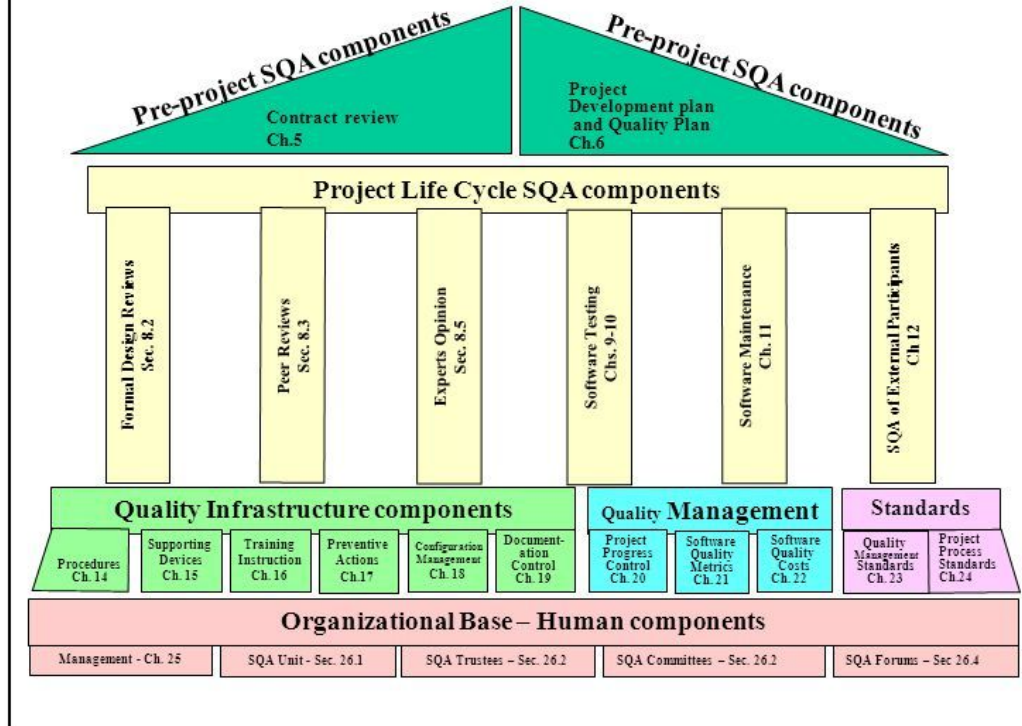 Pre-project SQA components
Pre-project SQA components
Contract review
Ch.5
Project
Development plan
and Quality Plan
Ch.6
Project Life Cycle SQA components
Formal Design Reviews
Sec. 8.2
Peer Reviews
Sec. 8.3
Experts Opinion
Sec. 8.5
Software Testing
Chs. 9-10
Software Maintenance
Ch. 11
SQA of External Participants
Ch 12
Quality Infrastructure components
Procedures
Ch. 14
Supporting
Devices
Ch. 15
Training
Instruction
Ch. 16
Preventive
Actions
Ch.17
Configuration
Management
Ch. 18
Document-
ation
Control
Ch. 19
Quality Management
Project
Progress
Control
Ch. 20
Software
Quality
Metrics
Ch. 21
Software
Quality
Costs
Ch. 22
Standards
Quality
Management
Standards
Ch. 23
Project
Process
Standards
Ch.24
Organizational Base – Human components
Management - Ch. 25
SQA Unit - Sec. 26.1
SQA Trustees – Sec. 26.2
SQA Committees – Sec. 26.2
SQA Forums – Sec 26.4